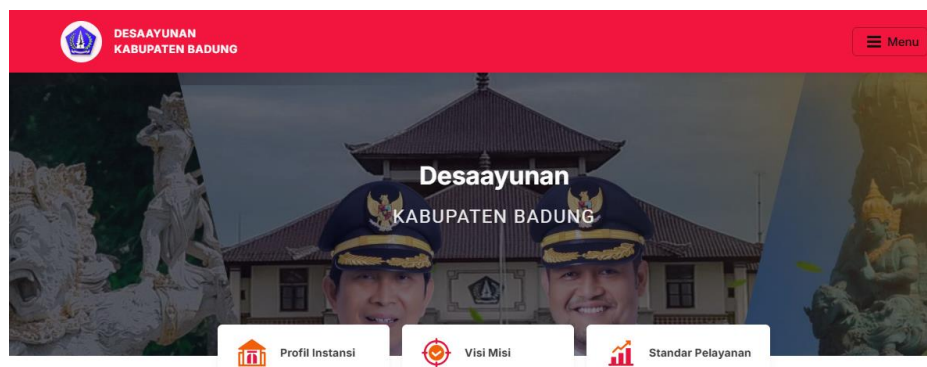 DESAAYUNAN
KABUPATEN BADUNG
Menu
Desaayunan
KABUPATEN BADUNG
Profil Instansi
Visi Misi
Standar Pelayanan